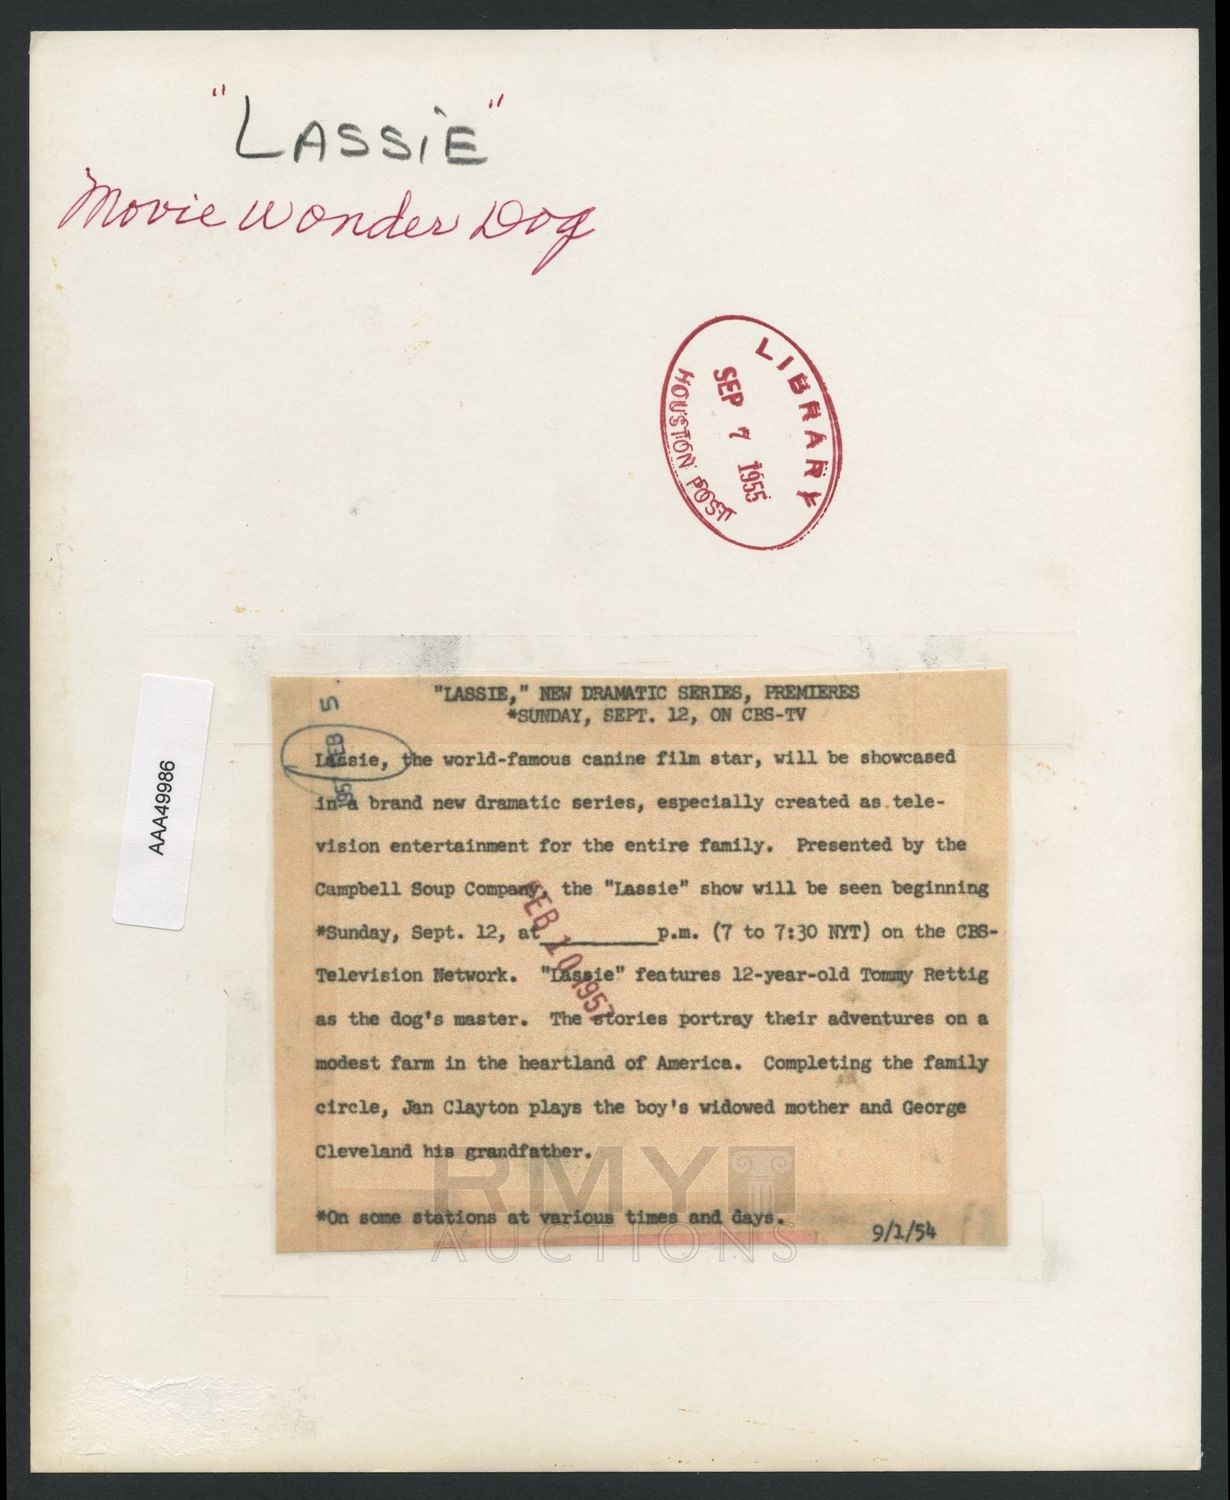 "LASSiE"
Movie Wonder Dog
LIBRARY
SEP 7 1955
HOUSTON POST
AAA49986
FEB 5
"LASSIE," NEW DRAMATIC SERIES, PREMIERES
*SUNDAY, SEPT. 12, ON CBS-TV
Lassie, the world-famous canine film star, will be showcased
in a brand new dramatic series, especially created as tele-
vision entertainment for the entire family. Presented by the
Campbell Soup Company, the "Lassie" show will be seen beginning
*Sunday, Sept. 12, at __________p.m. (7 to 7:30 NYT) on the CBS-
Television Network. "Lassie" features 12-year-old Tommy Rettig
as the dog's master. The stories portray their adventures on a
modest farm in the heartland of America. Completing the family
circle, Jan Clayton plays the boy's widowed mother and George
Cleveland his grandfather.
*On some stations at various times and days.
9/1/54
FEB 10 1957
RMY
AUCTIONS